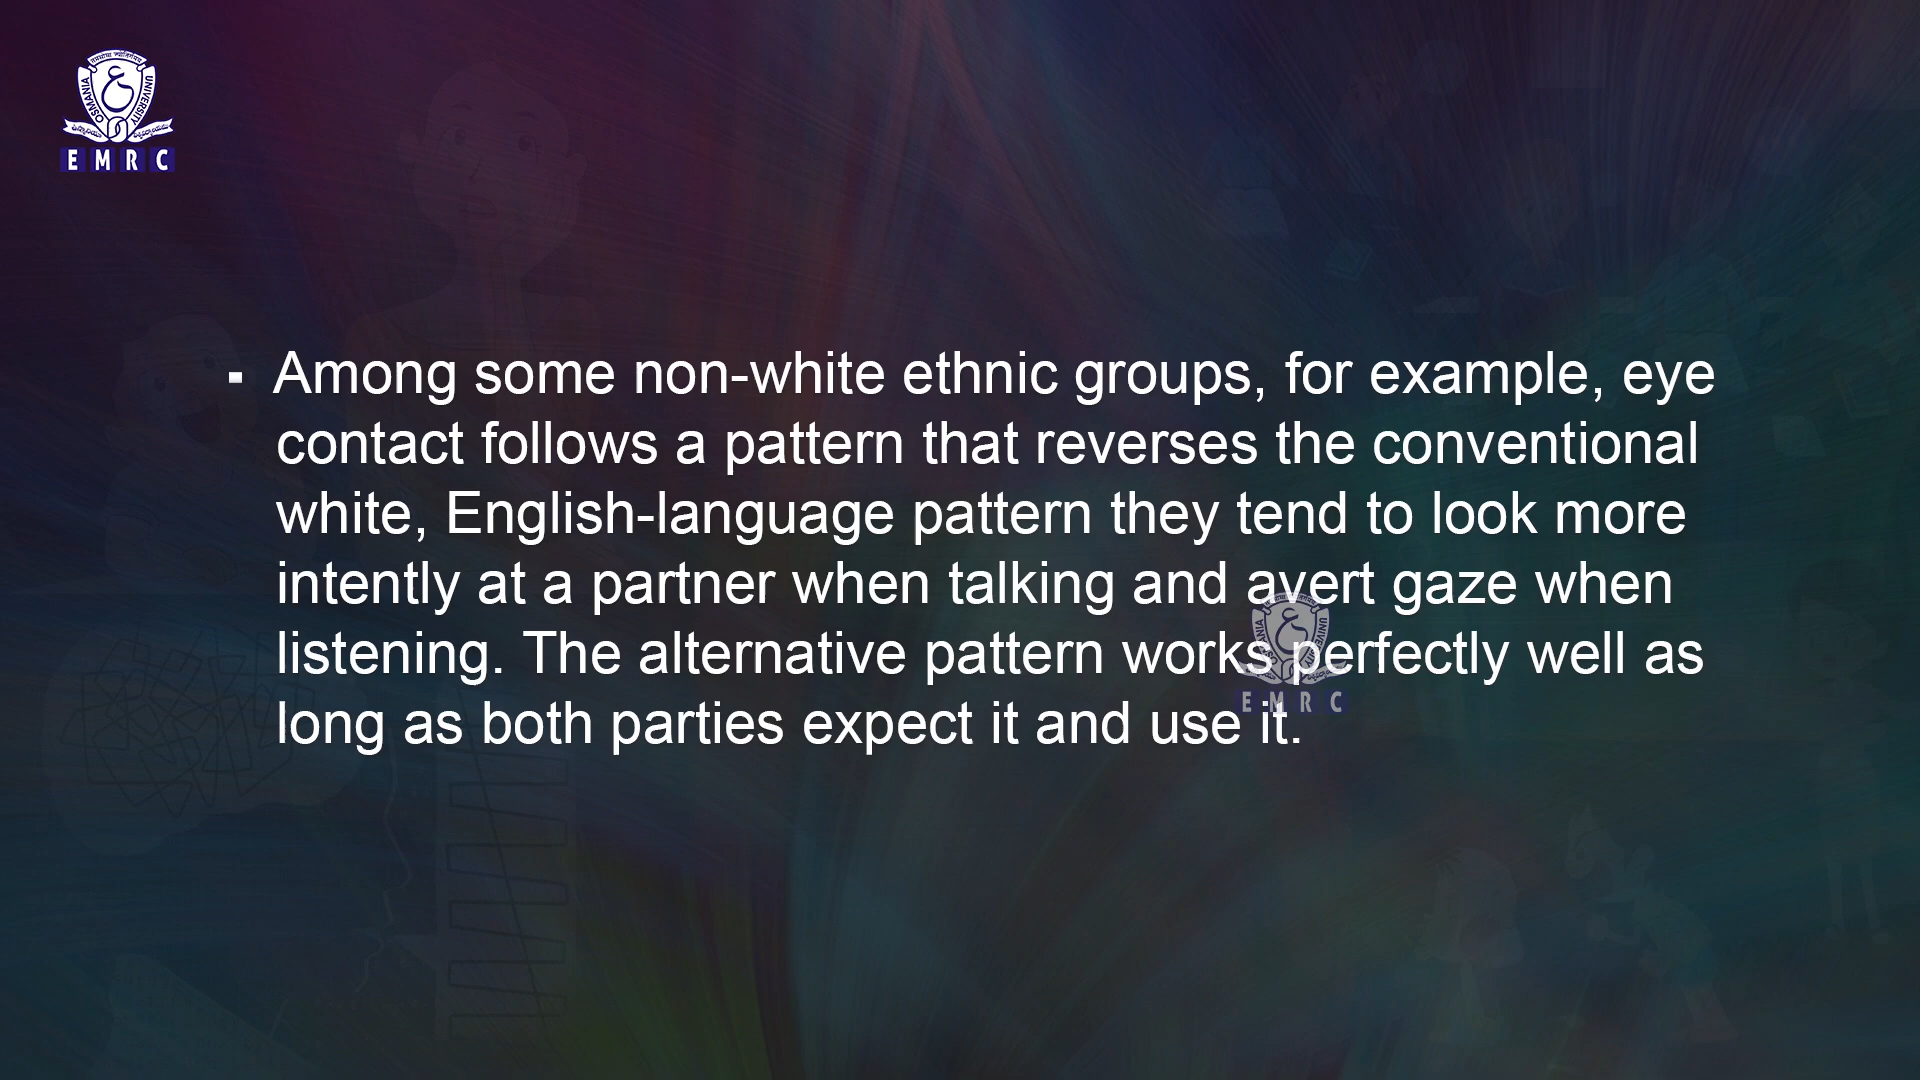 OSMANIA UNIVERSITY
E M R C
▪ Among some non-white ethnic groups, for example, eye
contact follows a pattern that reverses the conventional
white, English-language pattern they tend to look more
intently at a partner when talking and avert gaze when
listening. The alternative pattern works perfectly well as
long as both parties expect it and use it.
E M R C